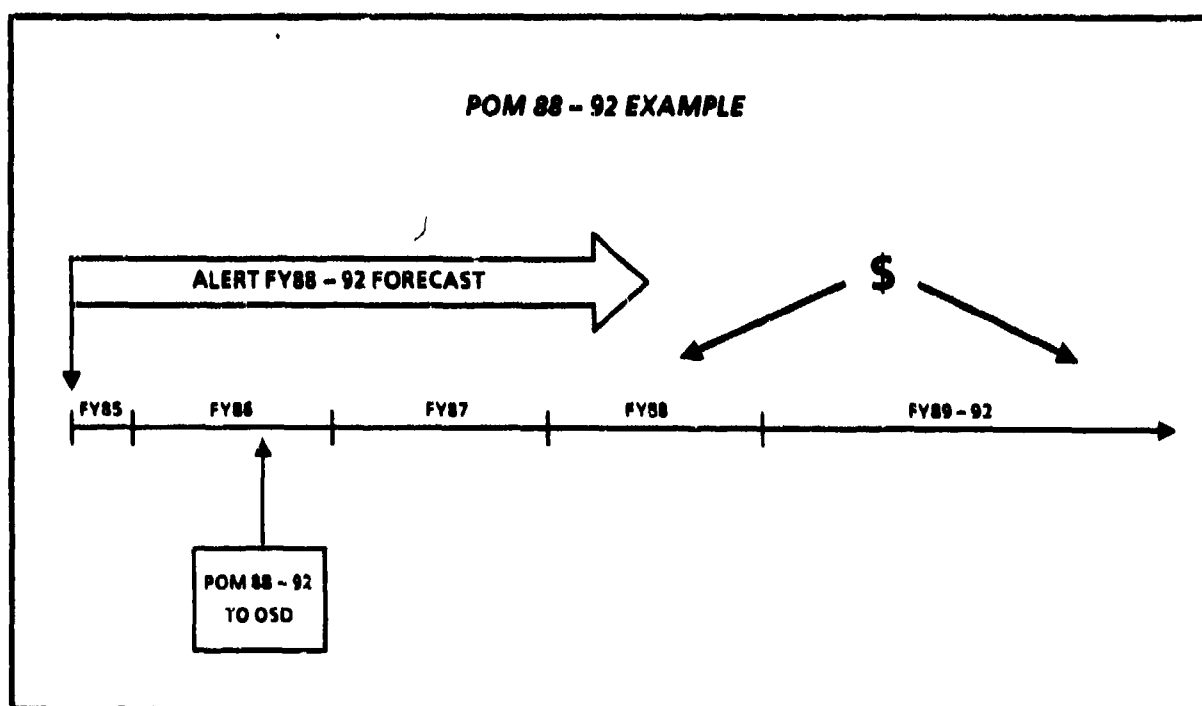 POM 88 – 92 EXAMPLE
ALERT FY88 – 92 FORECAST
$
FY85 FY86 FY87 FY88 FY89 – 92
POM 88 – 92
TO OSD